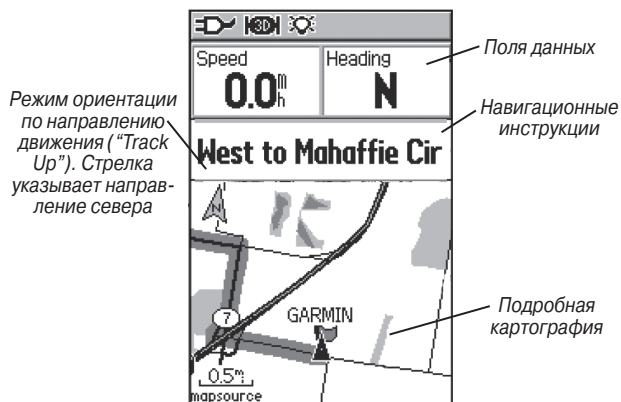 Speed
Heading
0.0 m/h
N
West to Mahaffie Cir
7
GARMIN
0.5m
mapsource
Режим ориентации
по направлению
движения (“Track
Up”). Стрелка
указывает направ-
ление севера
Поля данных
Навигационные
инструкции
Подробная
картография